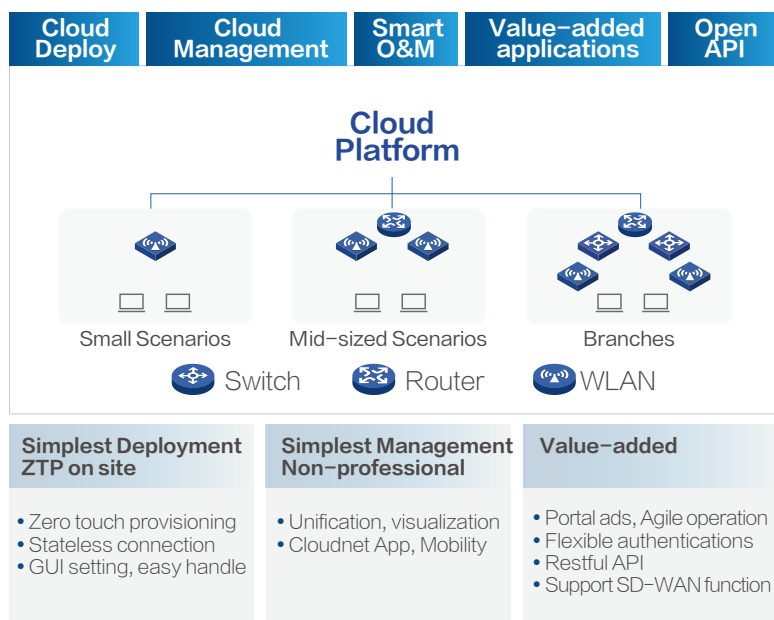 Cloud
Deploy
Cloud
Management
Smart
O&M
Value-added
applications
Open
API
Cloud
Platform
Small Scenarios
Mid-sized Scenarios
Branches
Switch
Router
WLAN
Simplest Deployment
ZTP on site
• Zero touch provisioning
• Stateless connection
• GUI setting, easy handle
Simplest Management
Non-professional
• Unification, visualization
• Cloudnet App, Mobility
Value-added
• Portal ads, Agile operation
• Flexible authentications
• Restful API
• Support SD-WAN function